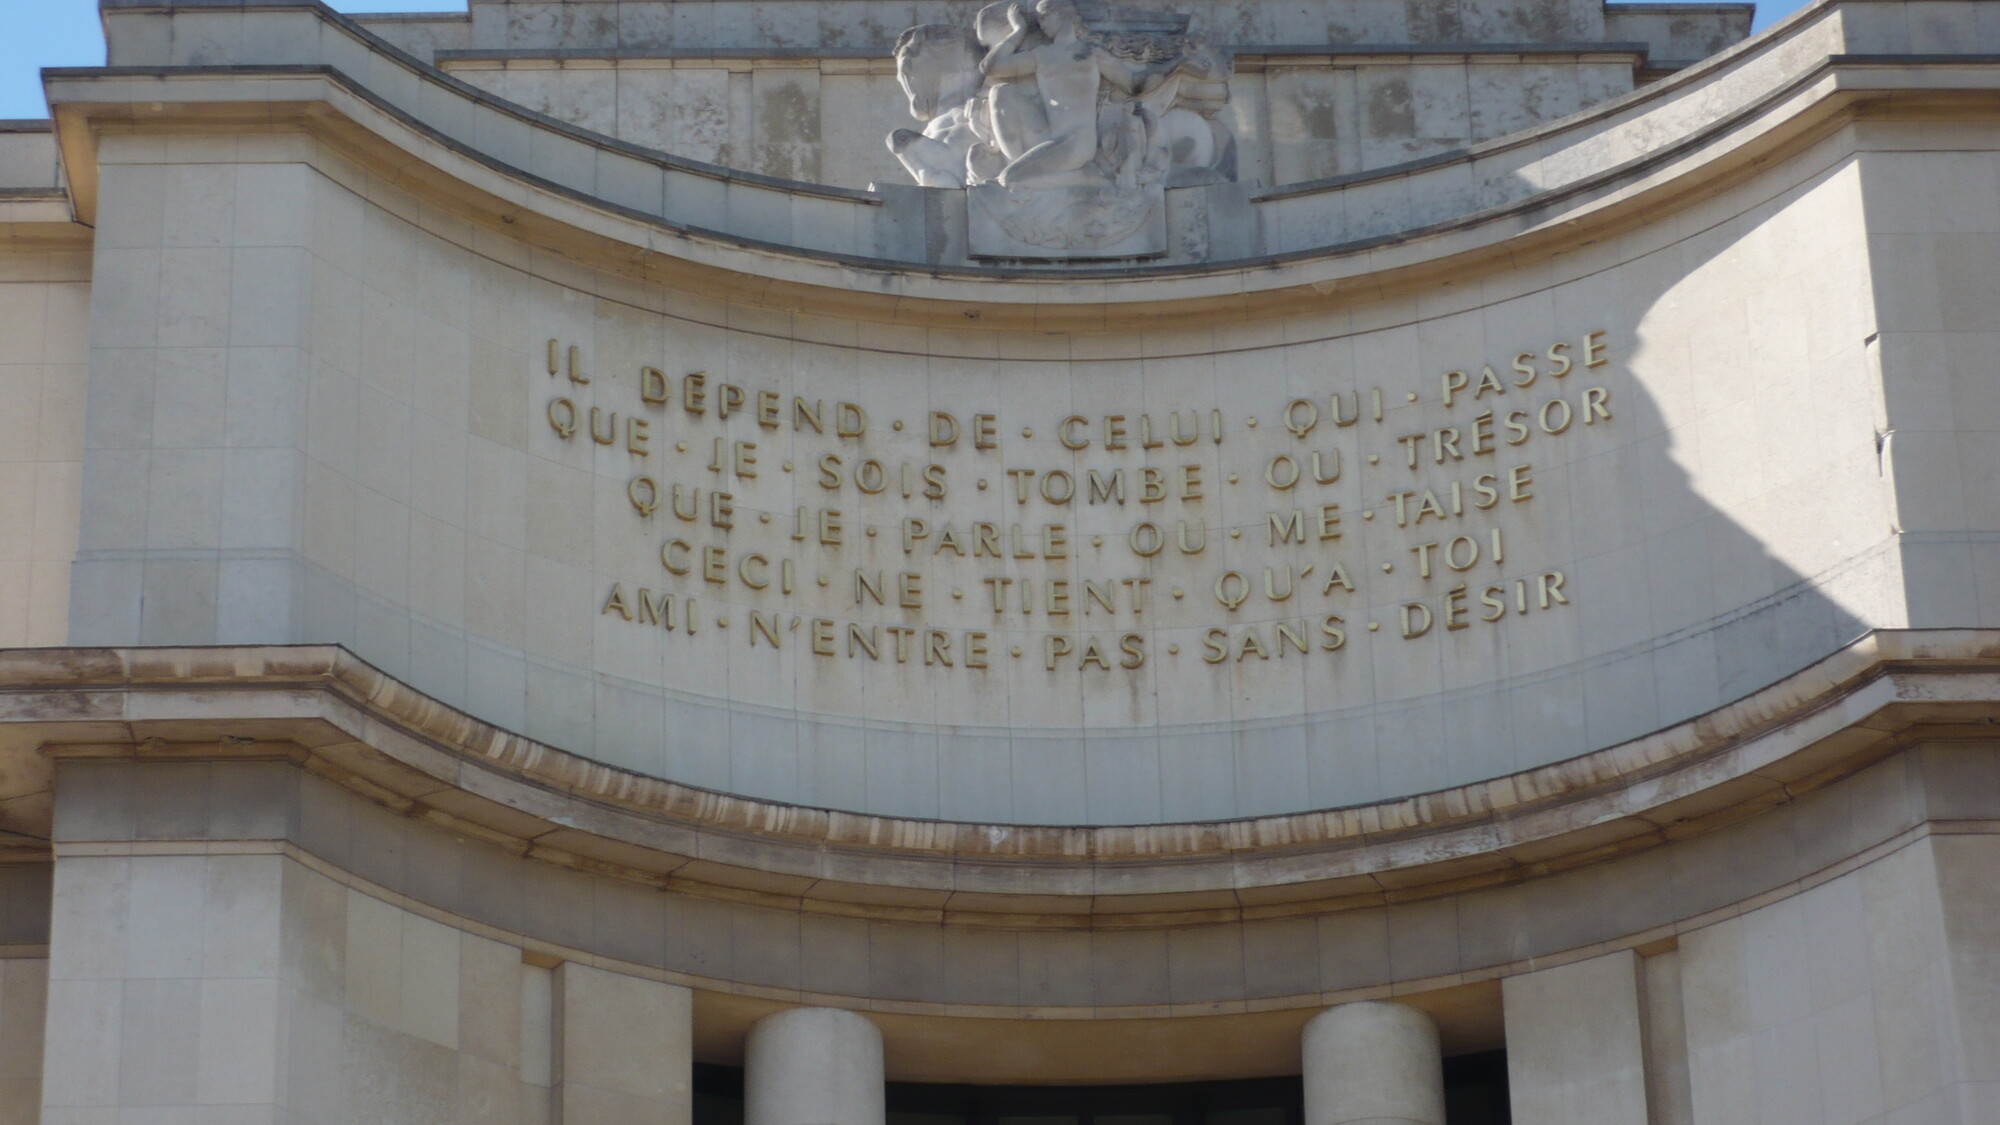 IL DÉPEND · DE · CELUI · QUI · PASSE
QUE · JE · SOIS · TOMBE · OU · TRÉSOR
QUE · JE · PARLE · OU · ME · TAISE
CECI · NE · TIENT · QU'A · TOI
AMI · N'ENTRE · PAS · SANS · DÉSIR